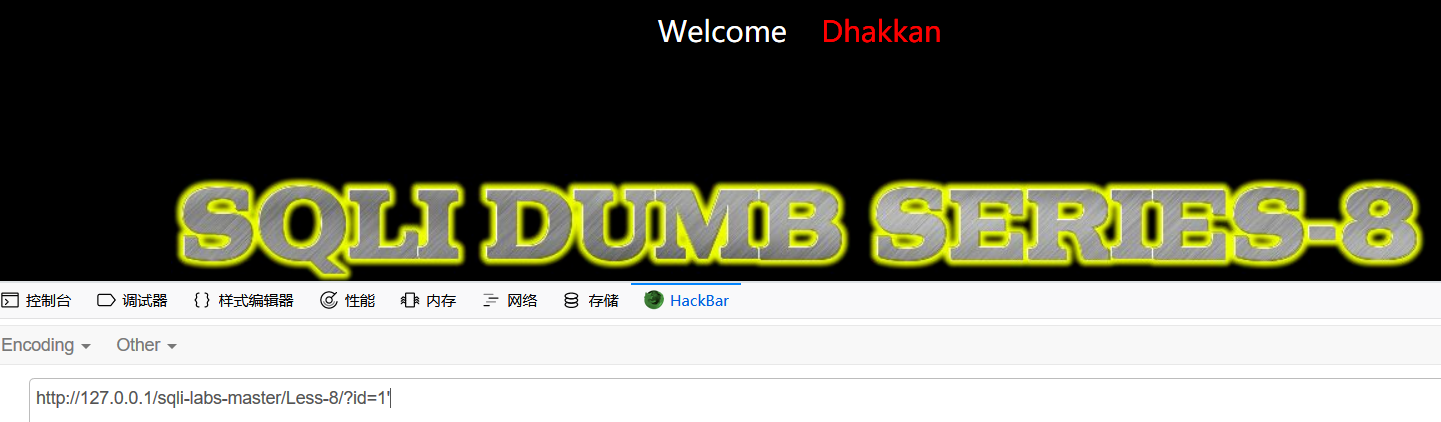 Welcome Dhakkan
SQLI DUMB SERIES-8
控制台 调试器 样式编辑器 性能 内存 网络 存储 HackBar
Encoding Other
http://127.0.0.1/sqli-labs-master/Less-8/?id=1'